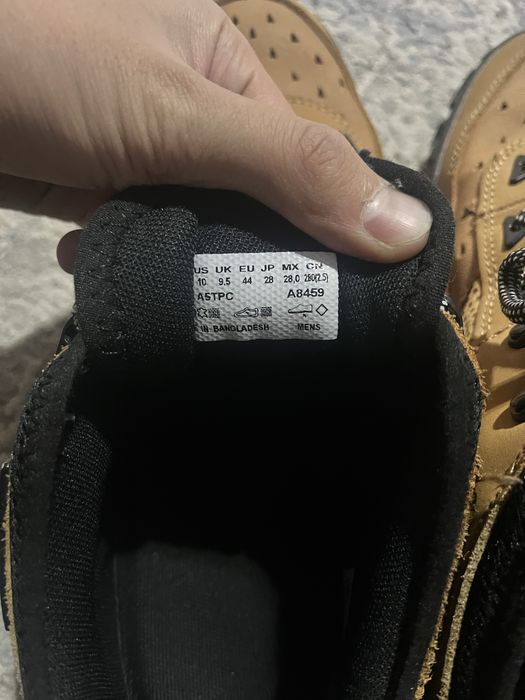 US UK EU JP MX CN
10 9.5 44 28 28.0 280(2.5)
A5TPC A8459
IN BANGLADESH MENS